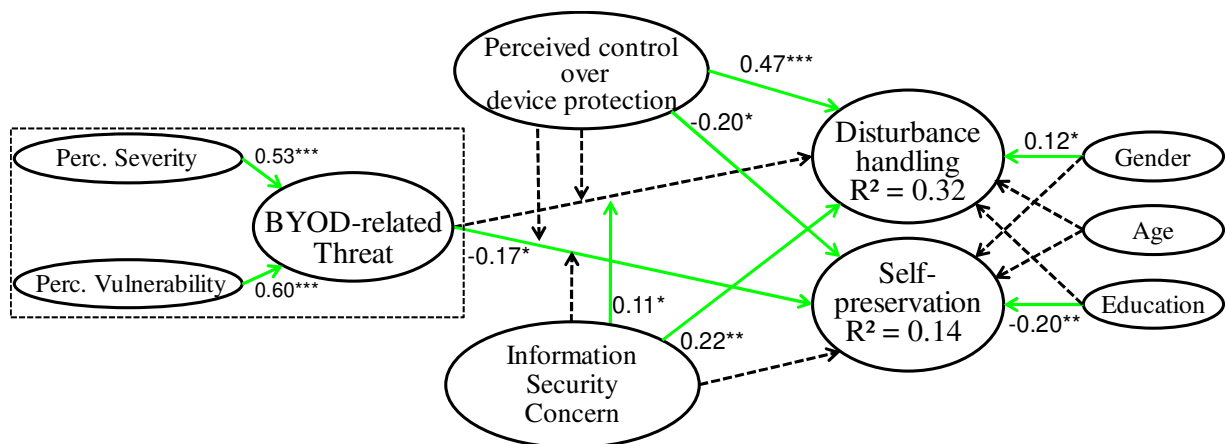 Perceived control
over
device protection
0.47***
-0.20*
Disturbance
handling
R² = 0.32
0.12*
Gender
Perc. Severity
0.53***
BYOD-related
Threat
-0.17*
Age
Perc. Vulnerability
0.60***
Self-
preservation
R² = 0.14
Education
-0.20**
0.11*
0.22**
Information
Security
Concern